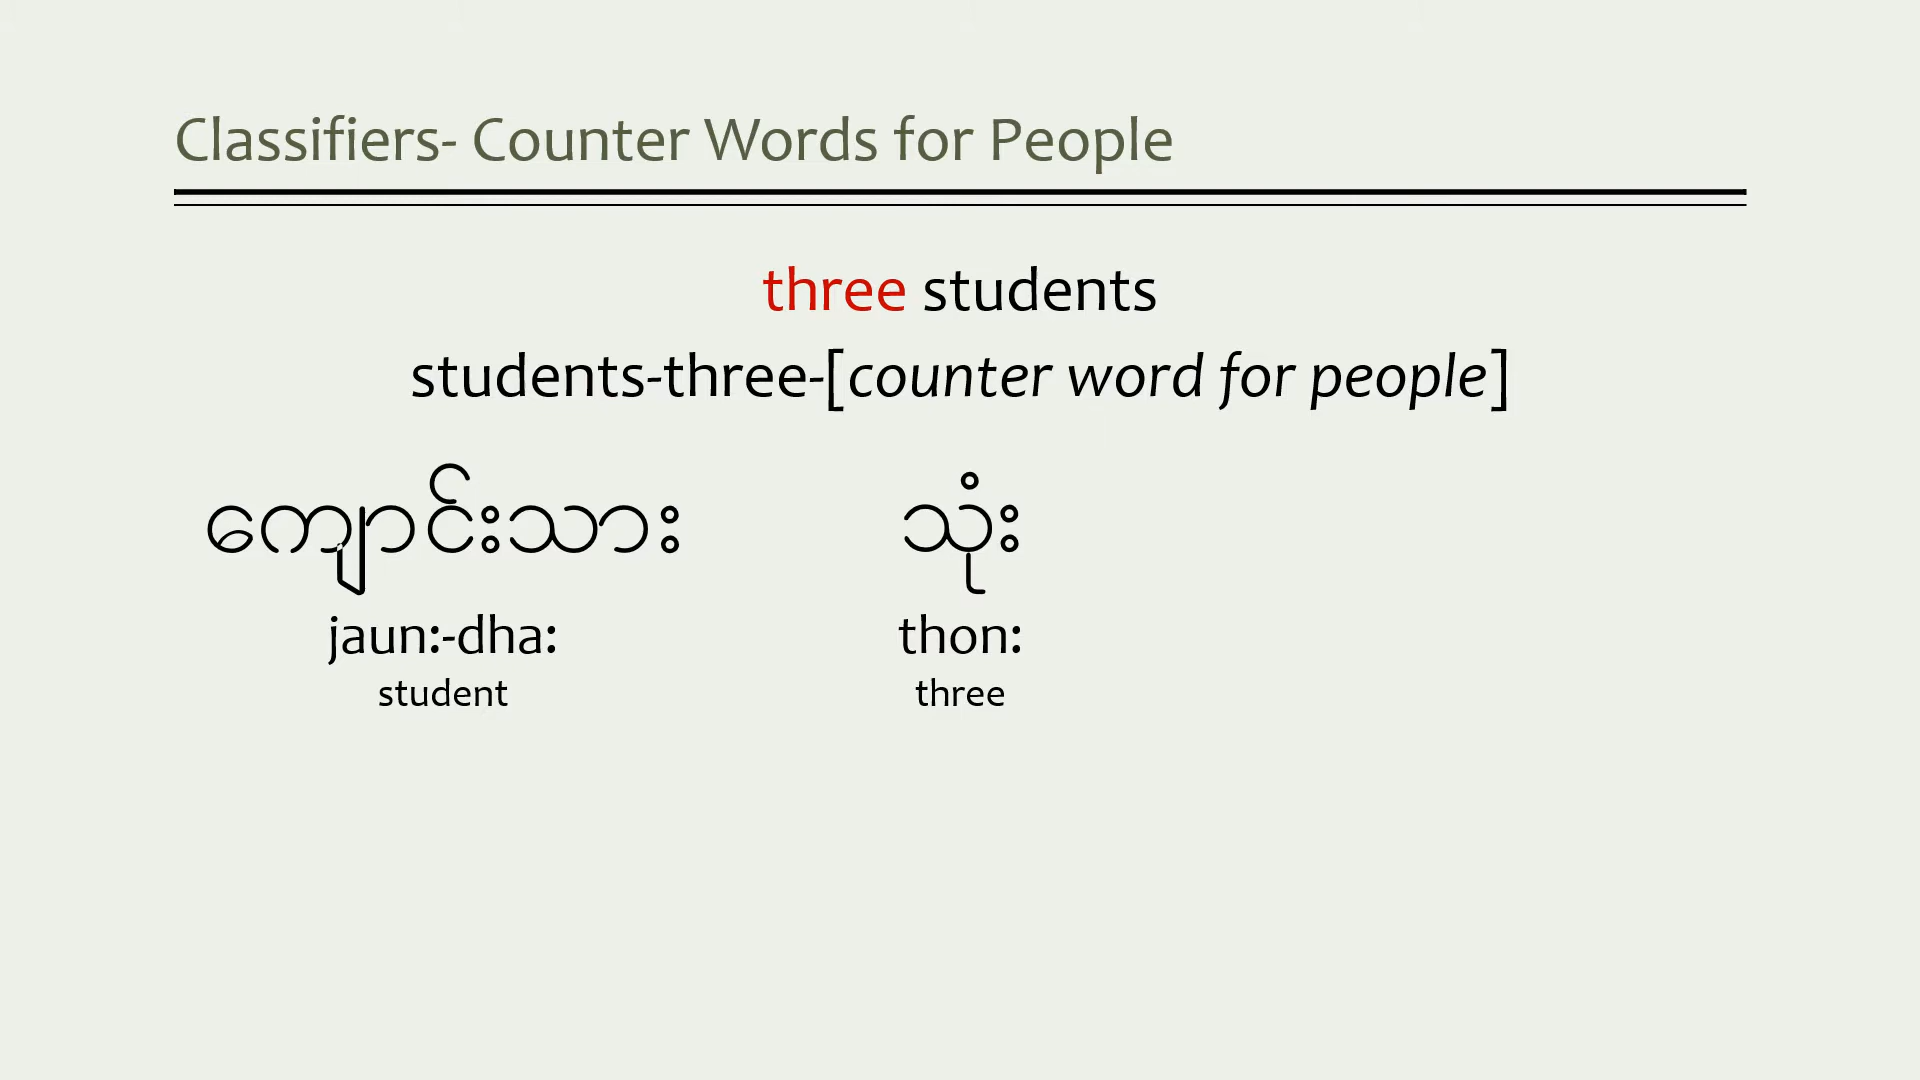 Classifiers- Counter Words for People
three students
students-three-[counter word for people]
ကျောင်းသား သုံး
jaun:-dha: thon:
student three